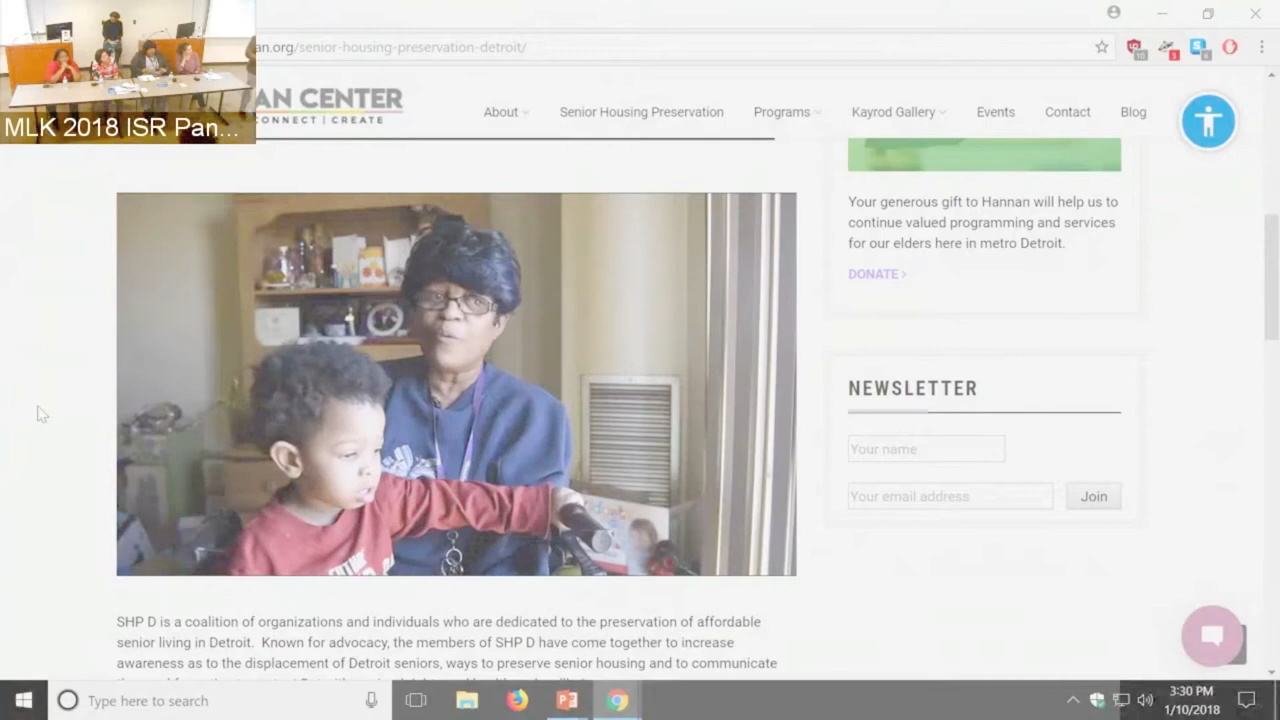 an.org/senior-housing-preservation-detroit/
10
3
6
MLK 2018 ISR Pan...
AN CENTER
CONNECT | CREATE
About
Senior Housing Preservation
Programs
Kayrod Gallery
Events
Contact
Blog
Your generous gift to Hannan will help us to
continue valued programming and services
for our elders here in metro Detroit.
DONATE >
NEWSLETTER
Your name
Your email address
Join
SHP D is a coalition of organizations and individuals who are dedicated to the preservation of affordable
senior living in Detroit. Known for advocacy, the members of SHP D have come together to increase
awareness as to the displacement of Detroit seniors, ways to preserve senior housing and to communicate
Type here to search
3:30 PM
1/10/2018